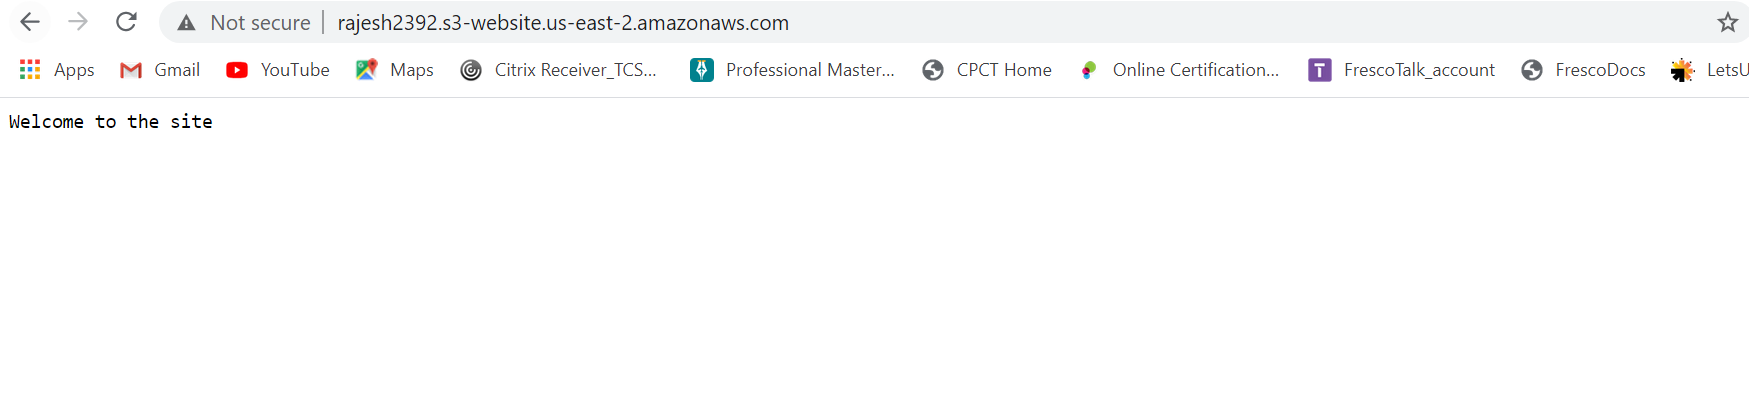 Not secure | rajesh2392.s3-website.us-east-2.amazonaws.com
Apps Gmail YouTube Maps Citrix Receiver_TCS... Professional Master... CPCT Home Online Certification... T FrescoTalk_account FrescoDocs LetsU
Welcome to the site